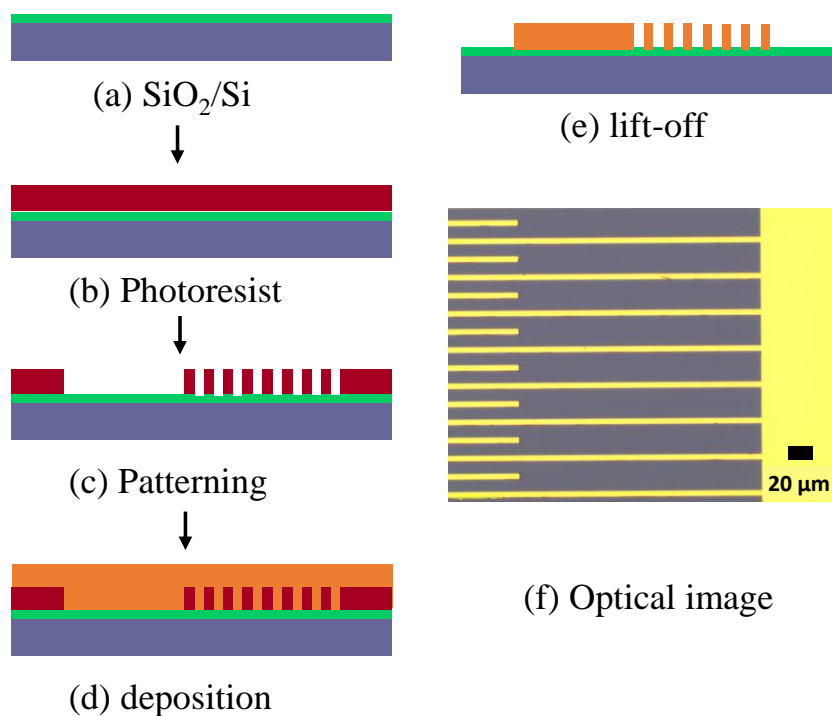 (a) SiO₂/Si
(b) Photoresist
(c) Patterning
(d) deposition
(e) lift-off
20 μm
(f) Optical image